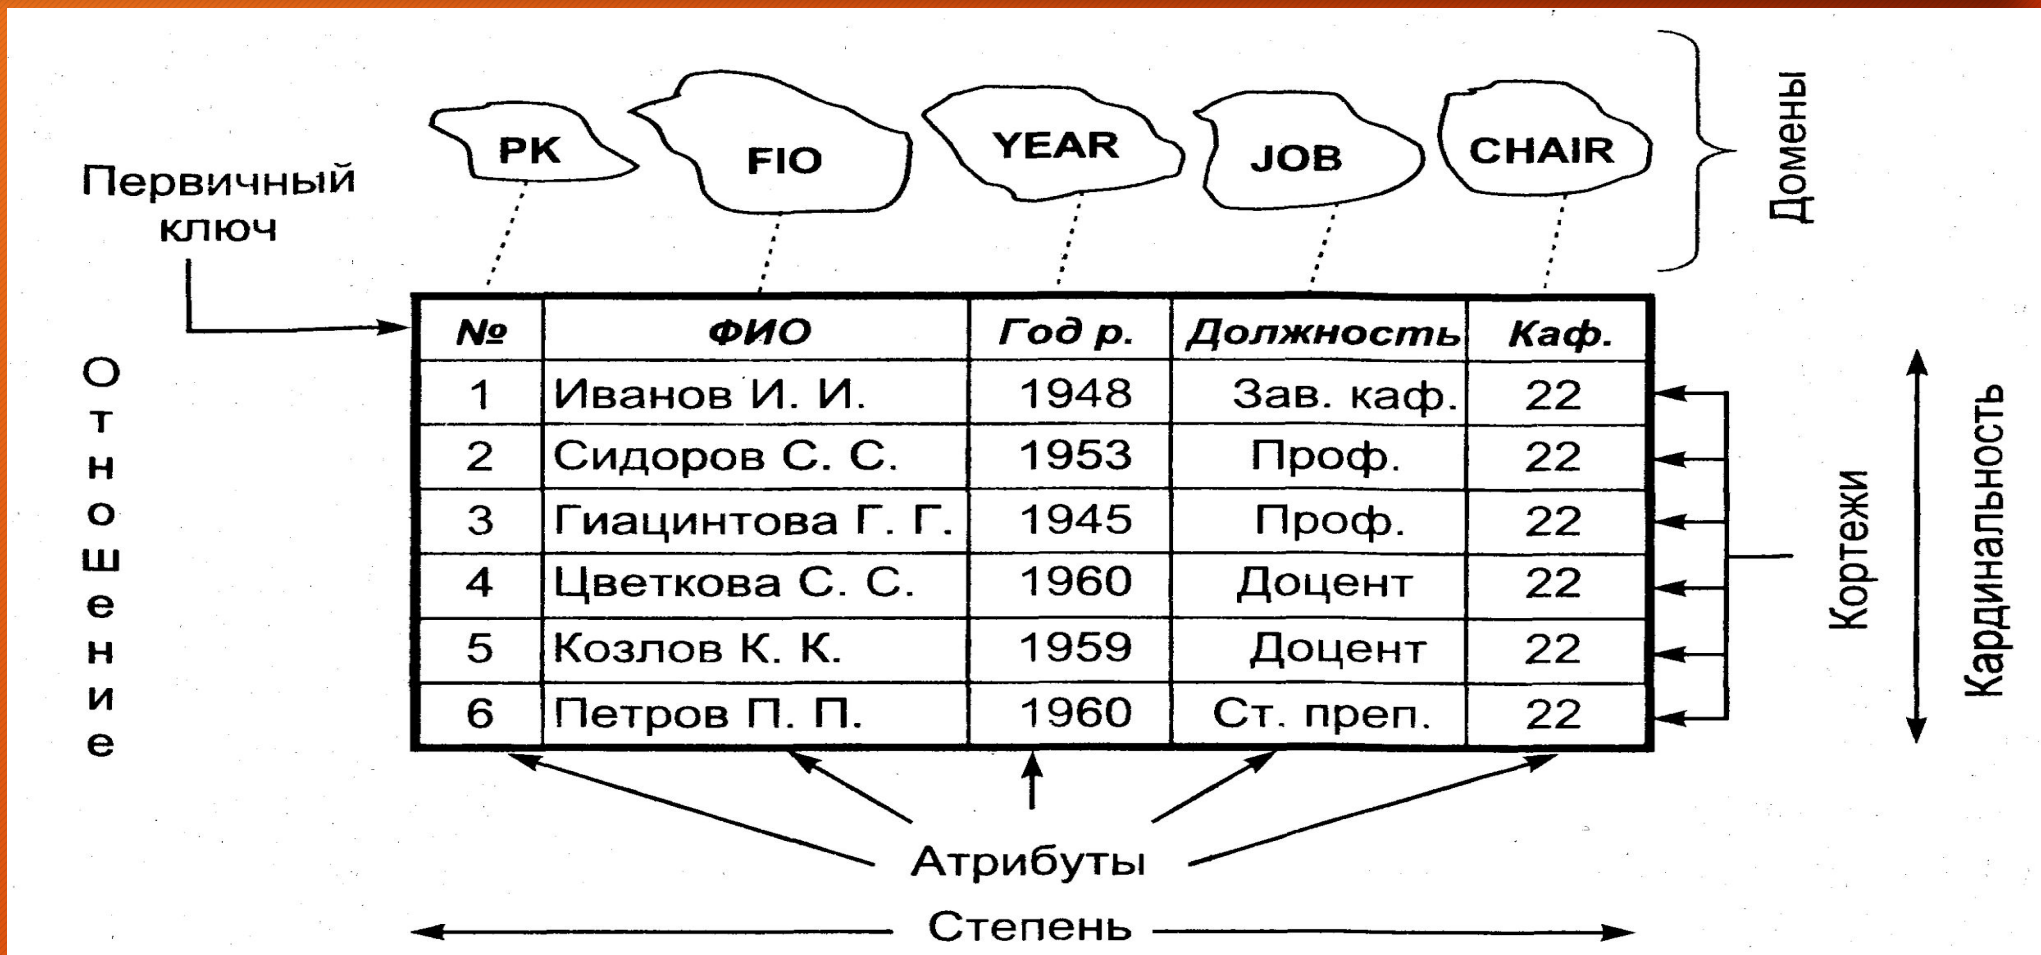 PK FIO YEAR JOB CHAIR
Домены
Первичный
ключ
Отношение
№ ФИО Год р. Должность Каф.
1 Иванов И. И. 1948 Зав. каф. 22
2 Сидоров С. С. 1953 Проф. 22
3 Гиацинтова Г. Г. 1945 Проф. 22
4 Цветкова С. С. 1960 Доцент 22
5 Козлов К. К. 1959 Доцент 22
6 Петров П. П. 1960 Ст. преп. 22
Кортежи
Кардинальность
Атрибуты
Степень